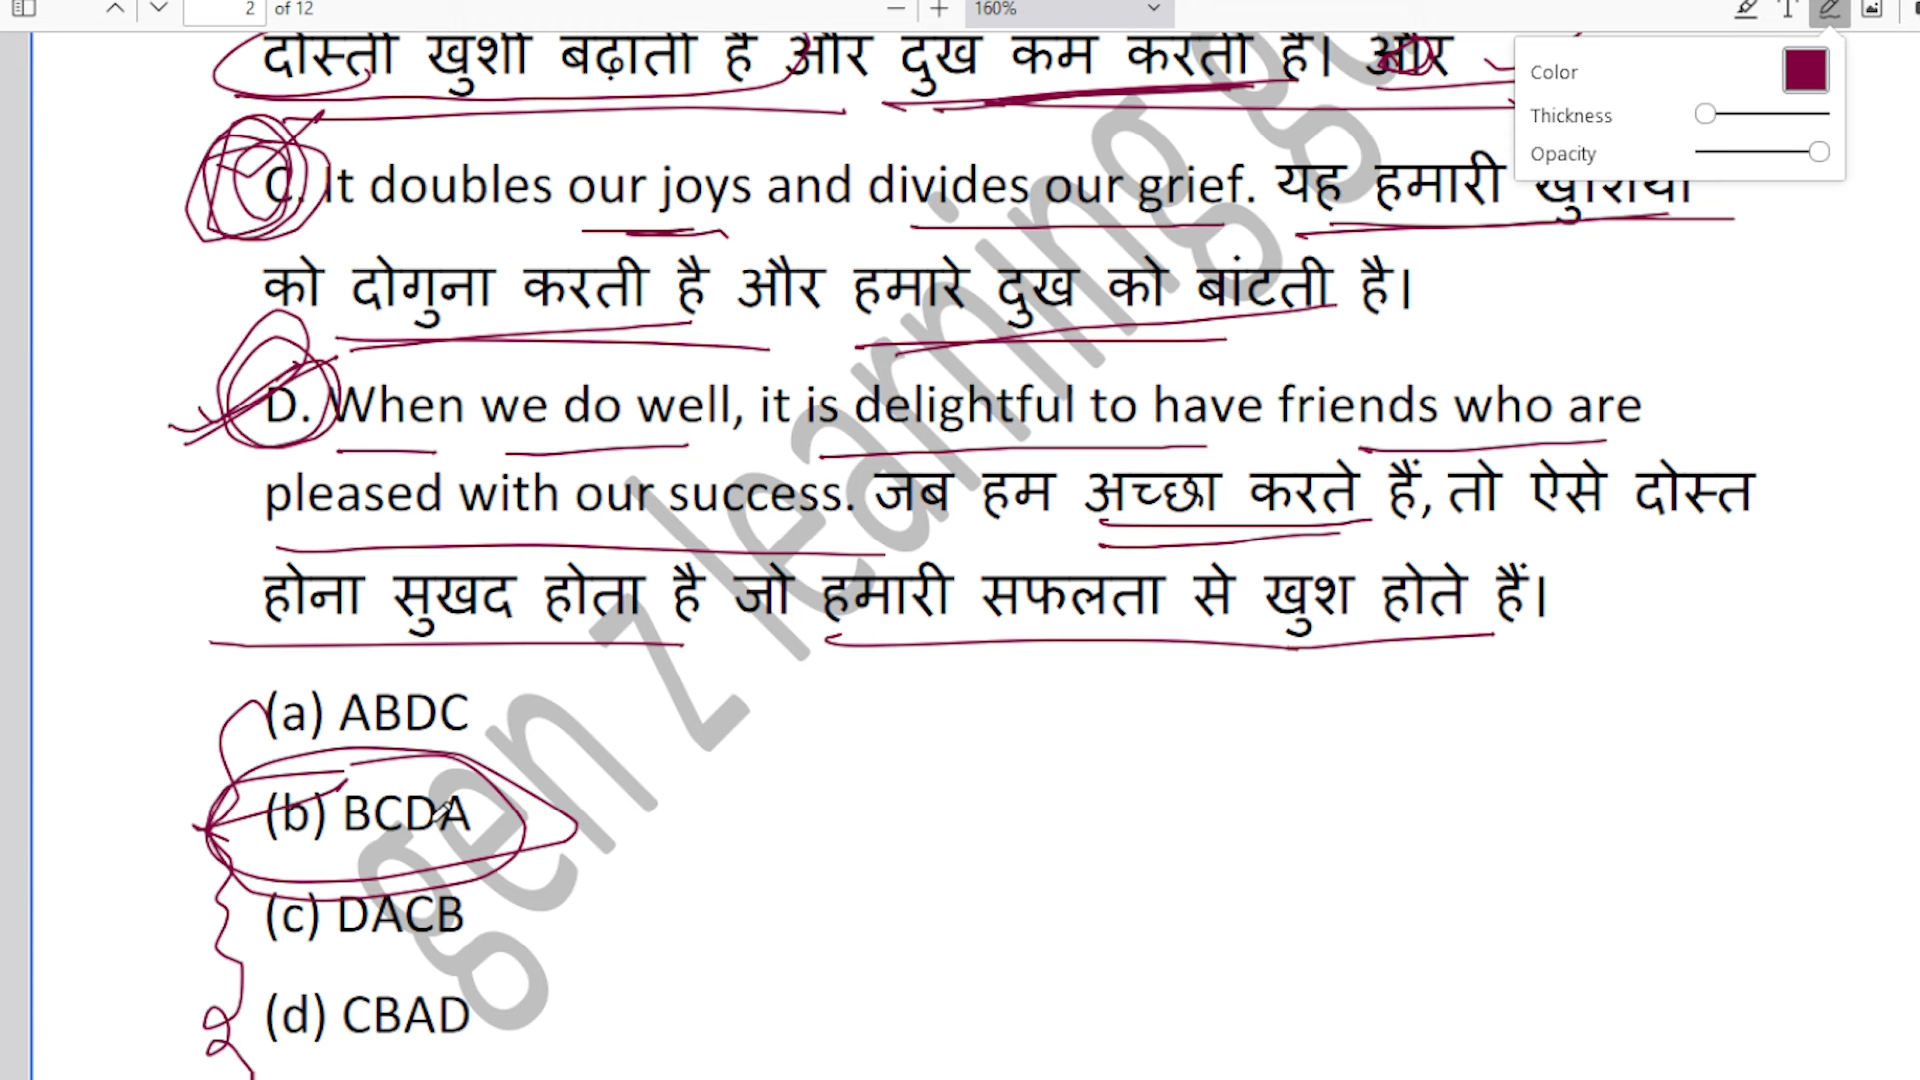 2 of 12 160%
दोस्ती खुशी बढ़ाती है और दुख कम करती है। और
Color
Thickness
Opacity
C. It doubles our joys and divides our grief. यह हमारी खुशियों
को दोगुना करती है और हमारे दुख को बांटती है।
D. When we do well, it is delightful to have friends who are
pleased with our success. जब हम अच्छा करते हैं, तो ऐसे दोस्त
होना सुखद होता है जो हमारी सफलता से खुश होते हैं।
(a) ABDC
(b) BCDA
(c) DACB
(d) CBAD
gen z learning